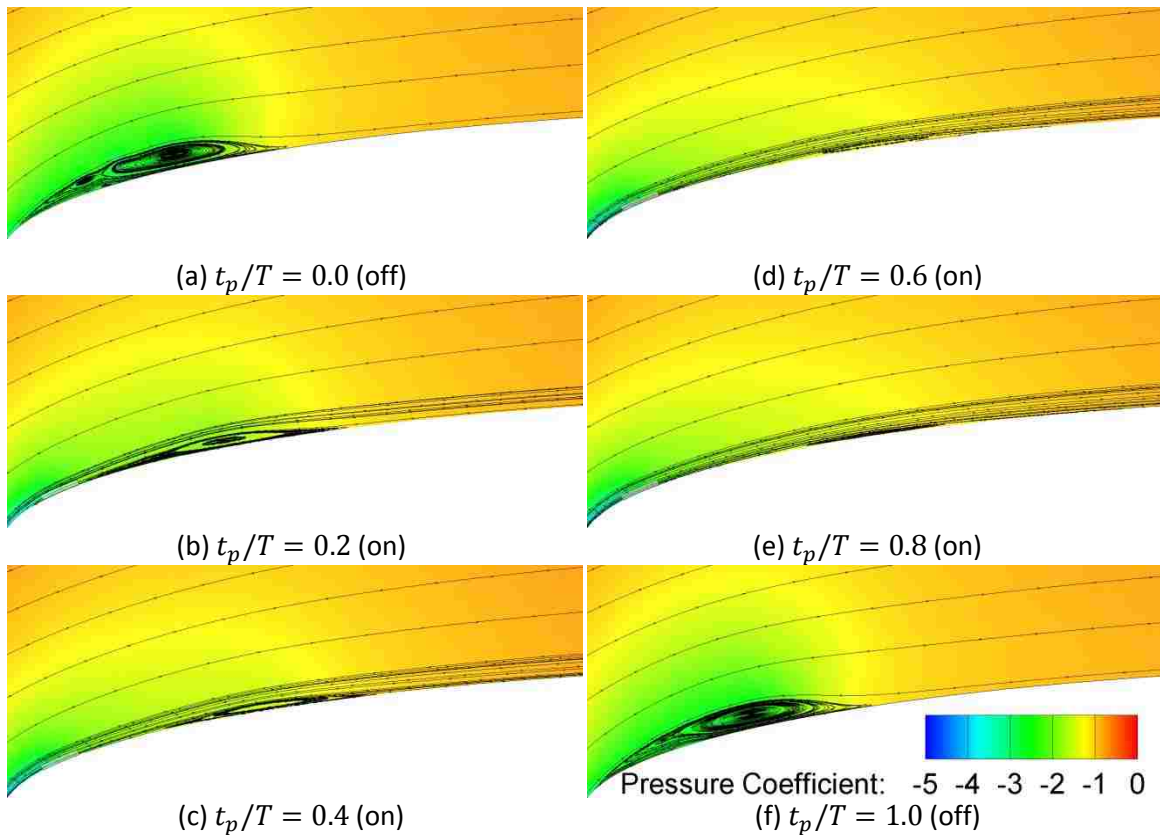 (a) t_p/T = 0.0 (off)
(d) t_p/T = 0.6 (on)
(b) t_p/T = 0.2 (on)
(e) t_p/T = 0.8 (on)
Pressure Coefficient: -5 -4 -3 -2 -1 0
(c) t_p/T = 0.4 (on)
(f) t_p/T = 1.0 (off)